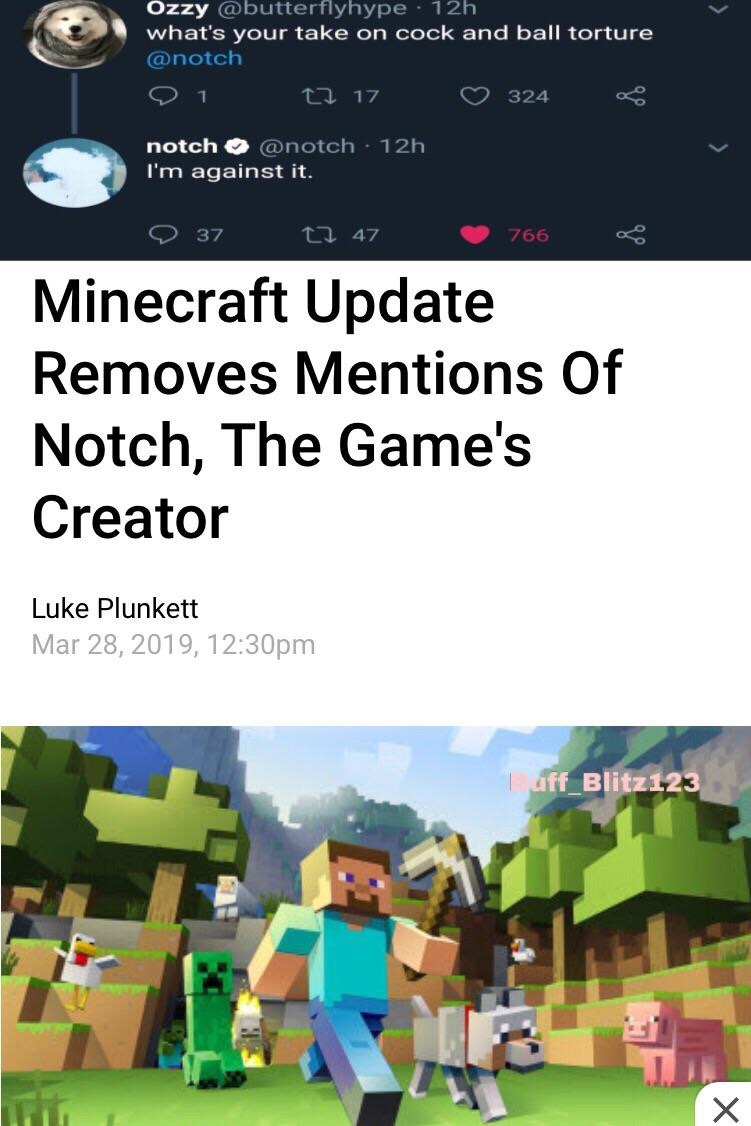 Ozzy @butterflyhype · 12h
what's your take on cock and ball torture
@notch
1 17 324
notch @notch · 12h
I'm against it.
37 47 766
Minecraft Update
Removes Mentions Of
Notch, The Game's
Creator
Luke Plunkett
Mar 28, 2019, 12:30pm
Buff_Blitz123